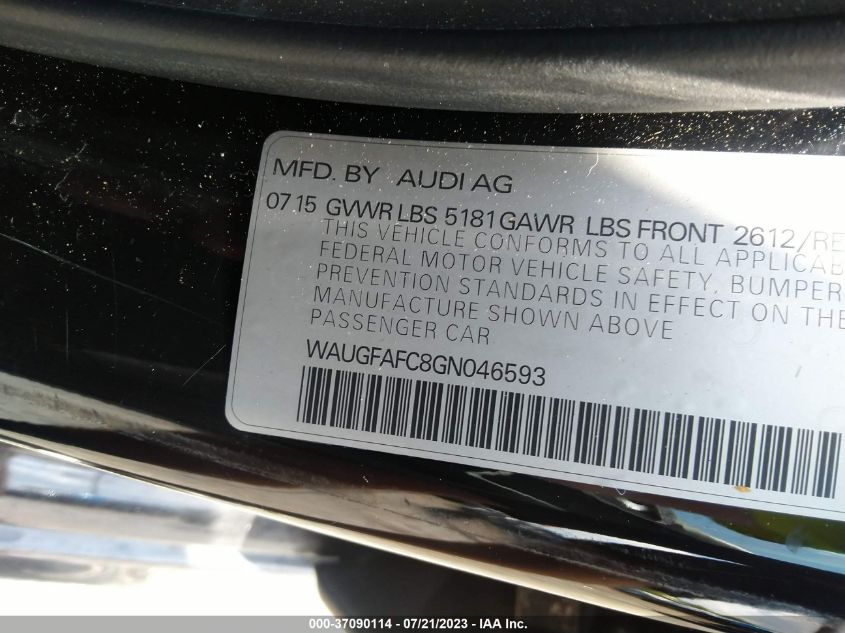 MFD. BY AUDI AG
0715 GVWR LBS 5181 GAWR LBS FRONT 2612/RE
THIS VEHICLE CONFORMS TO ALL APPLICAB
FEDERAL MOTOR VEHICLE SAFETY, BUMPER
PREVENTION STANDARDS IN EFFECT ON THE
MANUFACTURE SHOWN ABOVE
PASSENGER CAR
WAUGFAFC8GN046593
000-37090114 - 07/21/2023 - IAA Inc.